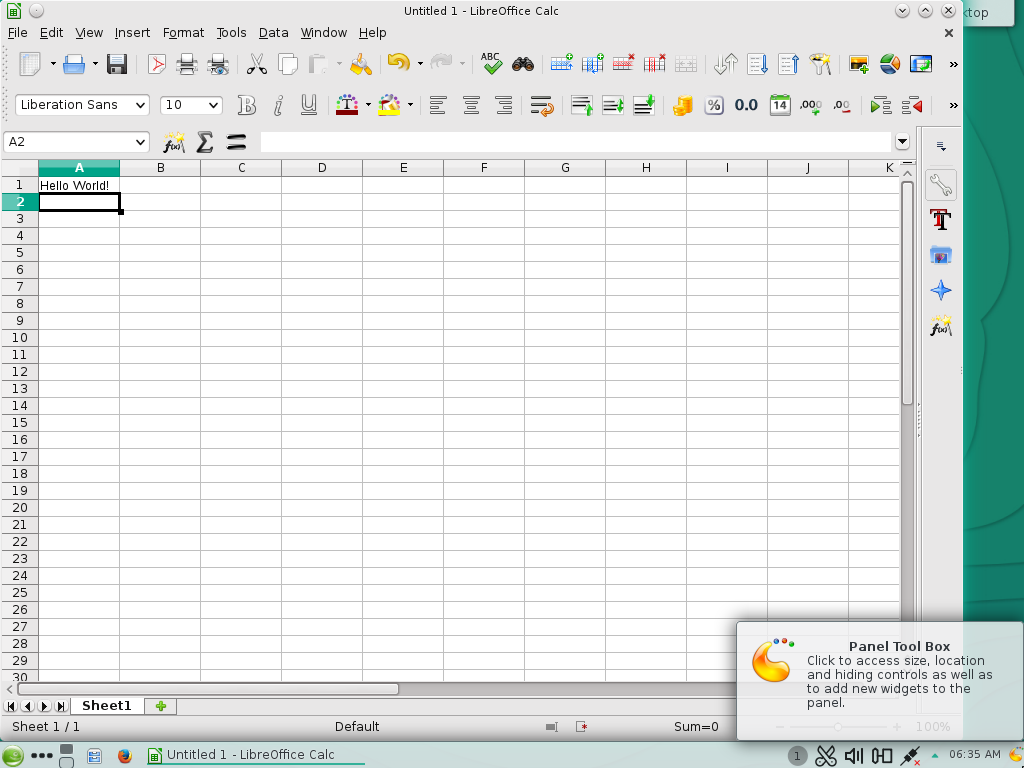 Untitled 1 - LibreOffice Calc
ktop
File Edit View Insert Format Tools Data Window Help
ABC
Liberation Sans 10 B i U T % 0.0 14 .000 .00
A2 f(x) Σ =
A B C D E F G H I J K
1 Hello World!
2
3
4
5
6
7
8
9
10
11
12
13
14
15
16
17
18
19
20
21
22
23
24
25
26
27
28
29
30
Panel Tool Box
Click to access size, location
and hiding controls as well as
to add new widgets to the
panel.
Sheet1
Sheet 1 / 1 Default Sum=0 100%
Untitled 1 - LibreOffice Calc 1 06:35 AM